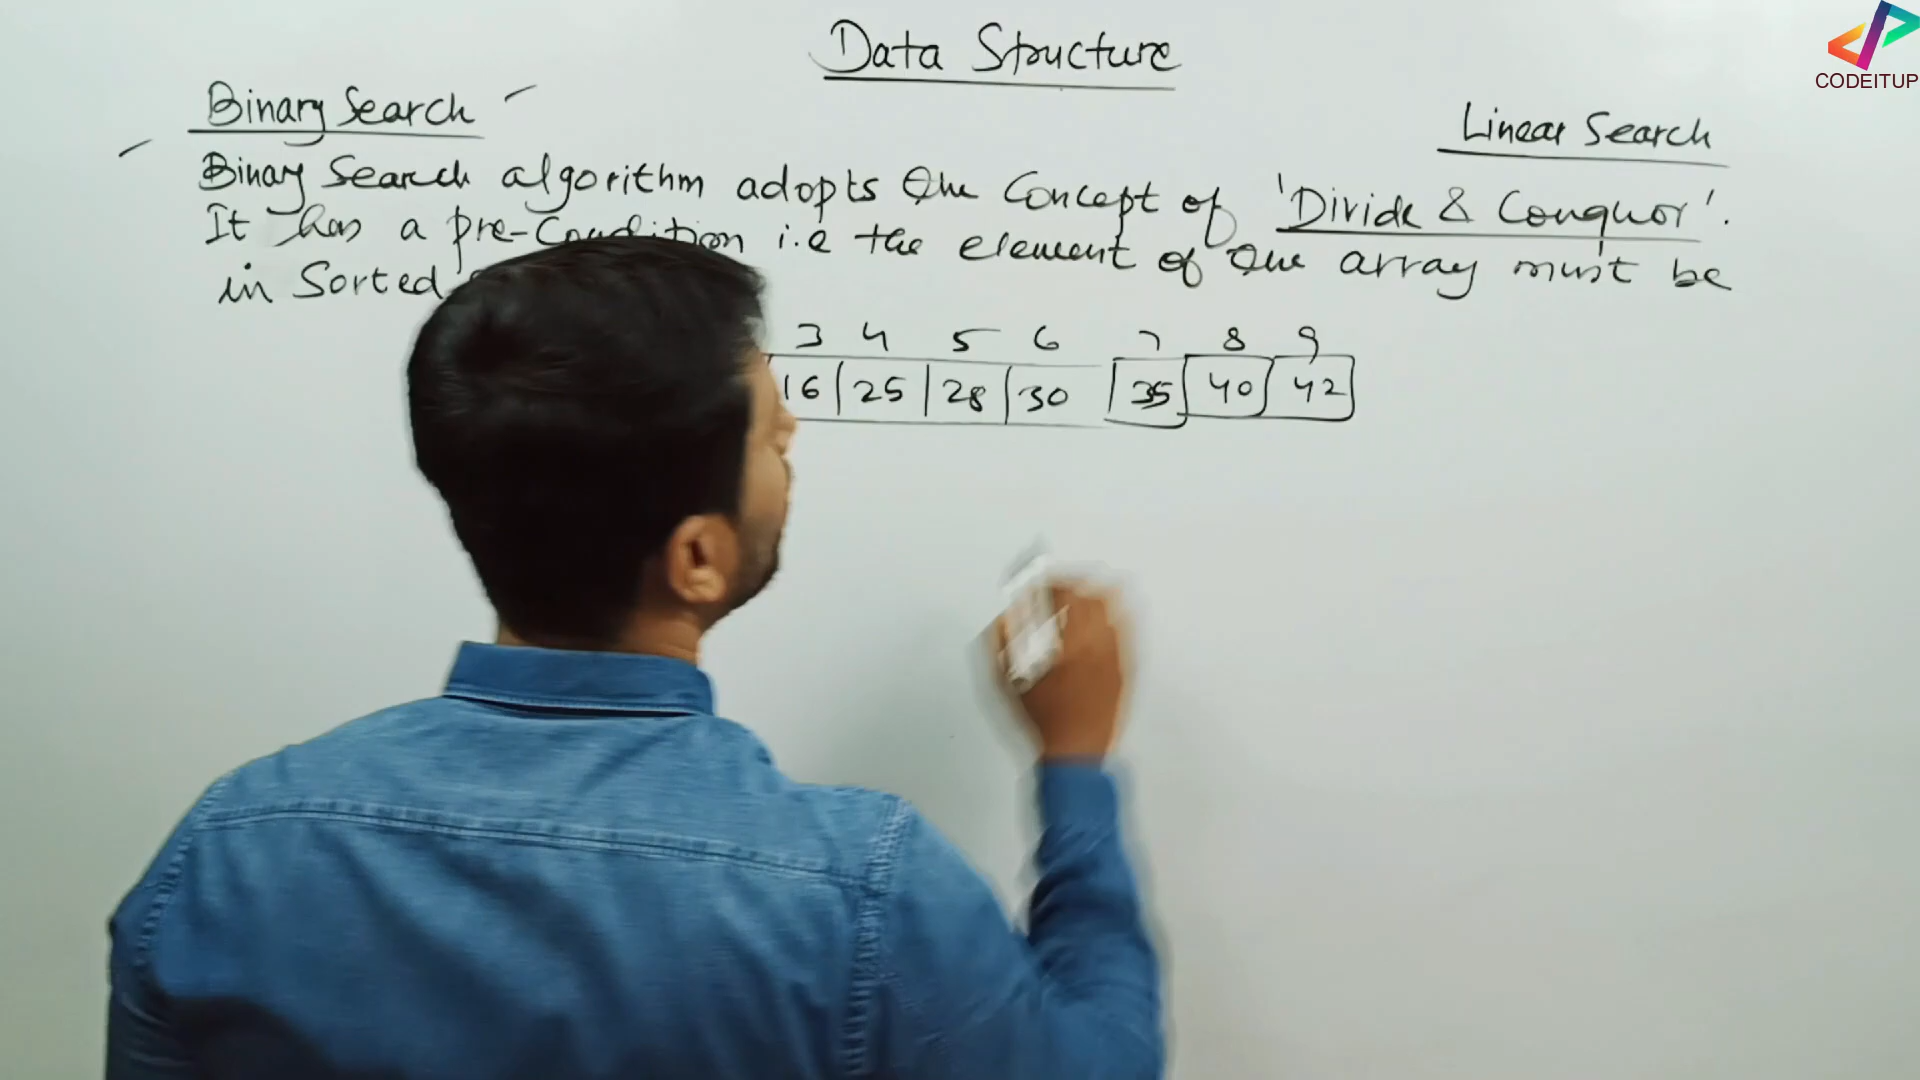 Data Structure
CODEITUP
Binary Search
Linear Search
Binary Search algorithm adopts the Concept of 'Divide & Conquor'.
It has a pre-Condition i.e the element of the array must be
in Sorted
3 4 5 6 7 8 9
16 25 28 30 35 40 42